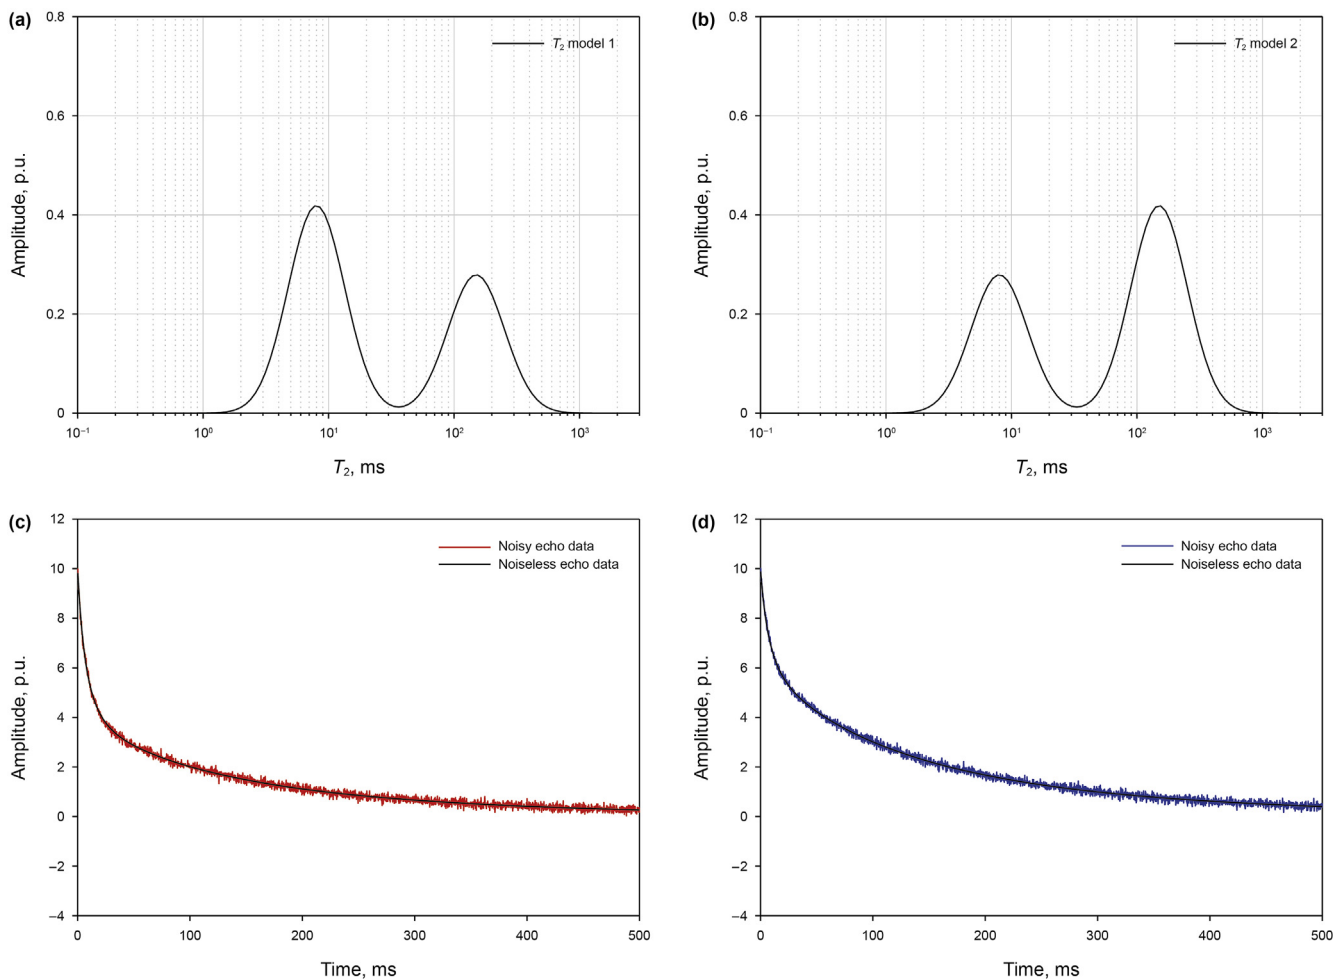 (a)
T₂ model 1
0.8
0.6
0.4
0.2
0
Amplitude, p.u.
10⁻¹ 10⁰ 10¹ 10² 10³
T₂, ms
(b)
T₂ model 2
0.8
0.6
0.4
0.2
0
Amplitude, p.u.
10⁻¹ 10⁰ 10¹ 10² 10³
T₂, ms
(c)
Noisy echo data
Noiseless echo data
12
10
8
6
4
2
0
–2
–4
Amplitude, p.u.
0 100 200 300 400 500
Time, ms
(d)
Noisy echo data
Noiseless echo data
12
10
8
6
4
2
0
–2
–4
Amplitude, p.u.
0 100 200 300 400 500
Time, ms